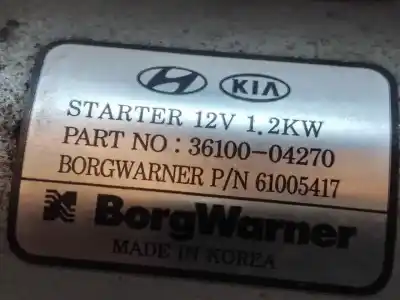 KIA
STARTER 12V 1.2KW
PART NO : 36100-04270
BORGWARNER P/N 61005417
BorgWarner
MADE IN KOREA